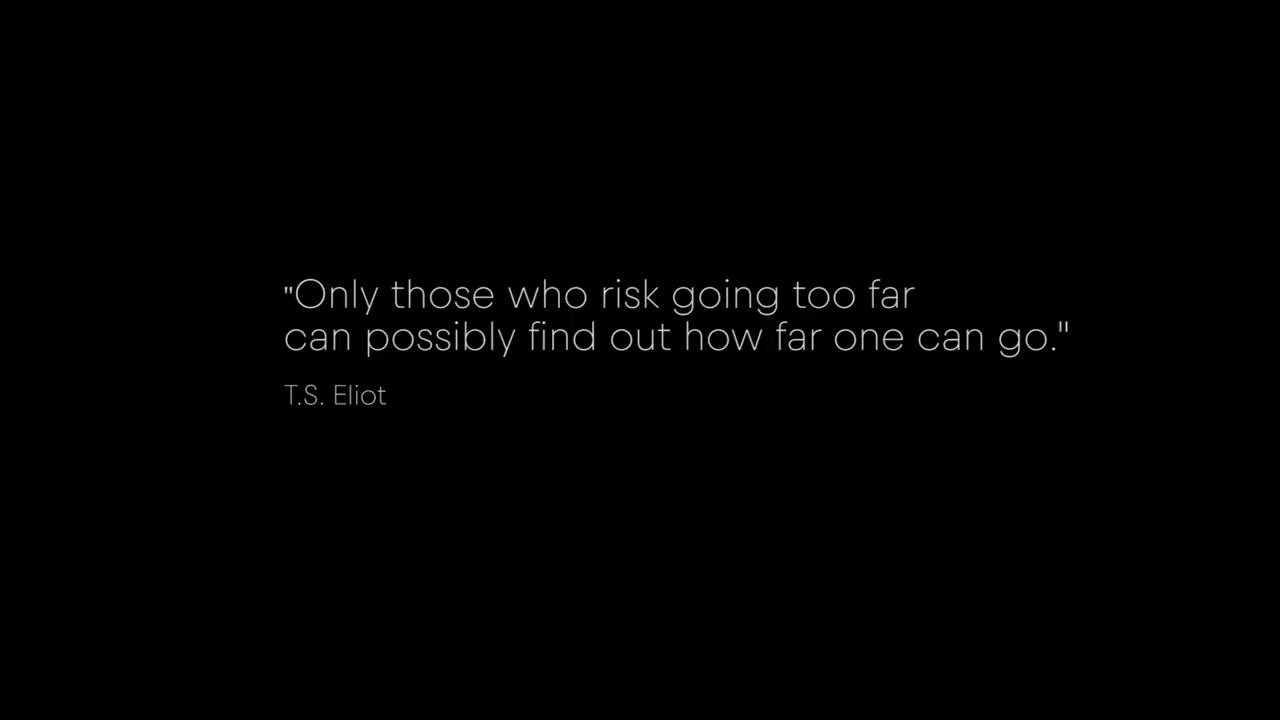 "Only those who risk going too far
can possibly find out how far one can go."
T.S. Eliot